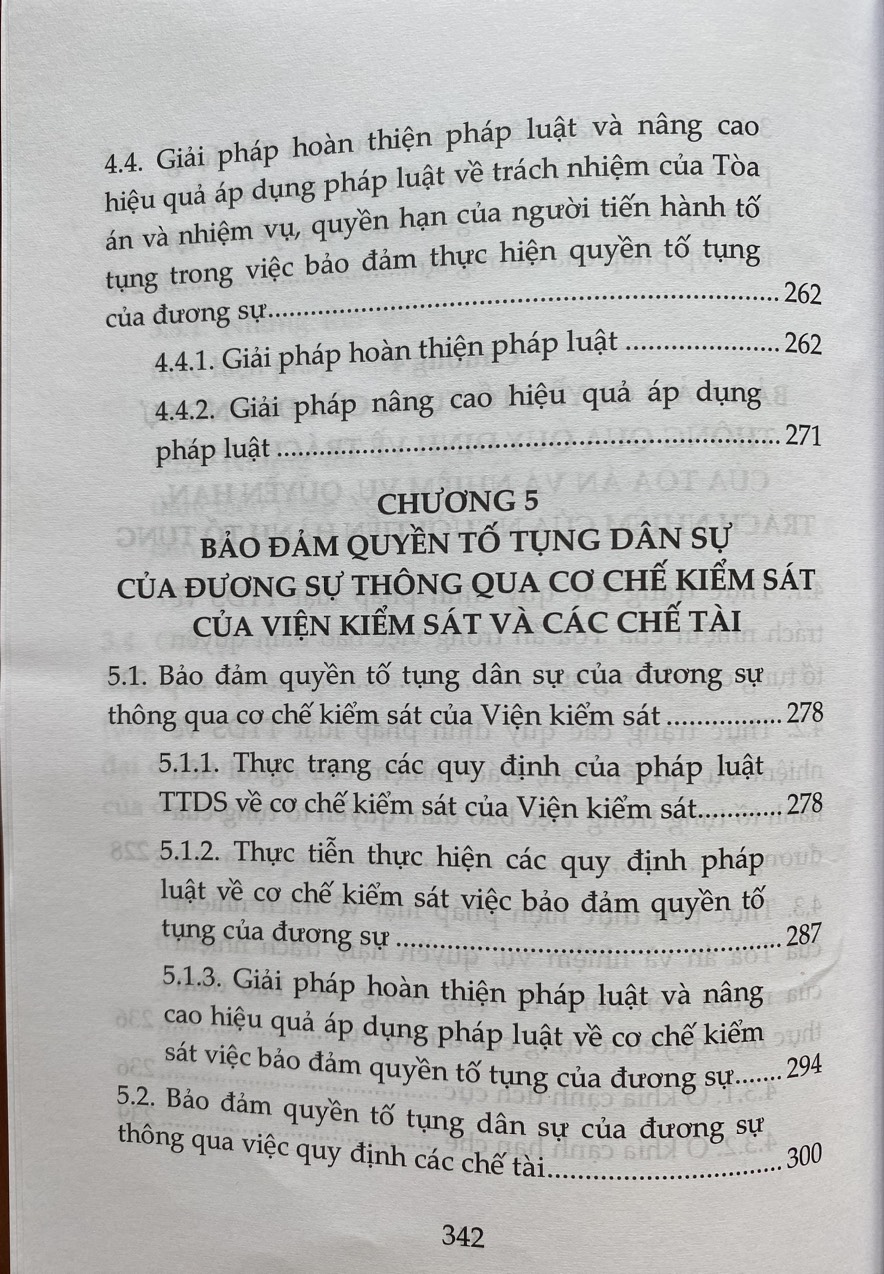 4.4. Giải pháp hoàn thiện pháp luật và nâng cao
hiệu quả áp dụng pháp luật về trách nhiệm của Tòa
án và nhiệm vụ, quyền hạn của người tiến hành tố
tụng trong việc bảo đảm thực hiện quyền tố tụng
của đương sự.......................................................................262
4.4.1. Giải pháp hoàn thiện pháp luật .....................262
4.4.2. Giải pháp nâng cao hiệu quả áp dụng
pháp luật .....................................................................271
CHƯƠNG 5
BẢO ĐẢM QUYỀN TỐ TỤNG DÂN SỰ
CỦA ĐƯƠNG SỰ THÔNG QUA CƠ CHẾ KIỂM SÁT
CỦA VIỆN KIỂM SÁT VÀ CÁC CHẾ TÀI
5.1. Bảo đảm quyền tố tụng dân sự của đương sự
thông qua cơ chế kiểm sát của Viện kiểm sát ................278
5.1.1. Thực trạng các quy định của pháp luật
TTDS về cơ chế kiểm sát của Viện kiểm sát............278
5.1.2. Thực tiễn thực hiện các quy định pháp
luật về cơ chế kiểm sát việc bảo đảm quyền tố
tụng của đương sự .....................................................287
5.1.3. Giải pháp hoàn thiện pháp luật và nâng
cao hiệu quả áp dụng pháp luật về cơ chế kiểm
sát việc bảo đảm quyền tố tụng của đương sự.......294
5.2. Bảo đảm quyền tố tụng dân sự của đương sự
thông qua việc quy định các chế tài.................................300
342